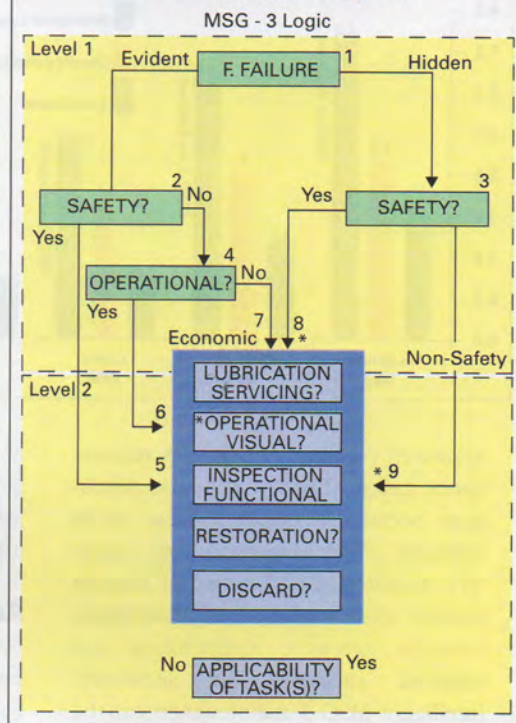 MSG - 3 Logic
Level 1
1
Evident
F. FAILURE
Hidden
2
No
Yes
3
SAFETY?
SAFETY?
Yes
4
OPERATIONAL?
No
Yes
7
8
Economic
*
Non-Safety
LUBRICATION
SERVICING?
Level 2
6
*OPERATIONAL
VISUAL?
5
INSPECTION
FUNCTIONAL
* 9
RESTORATION?
DISCARD?
No
APPLICABILITY
OF TASK(S)?
Yes